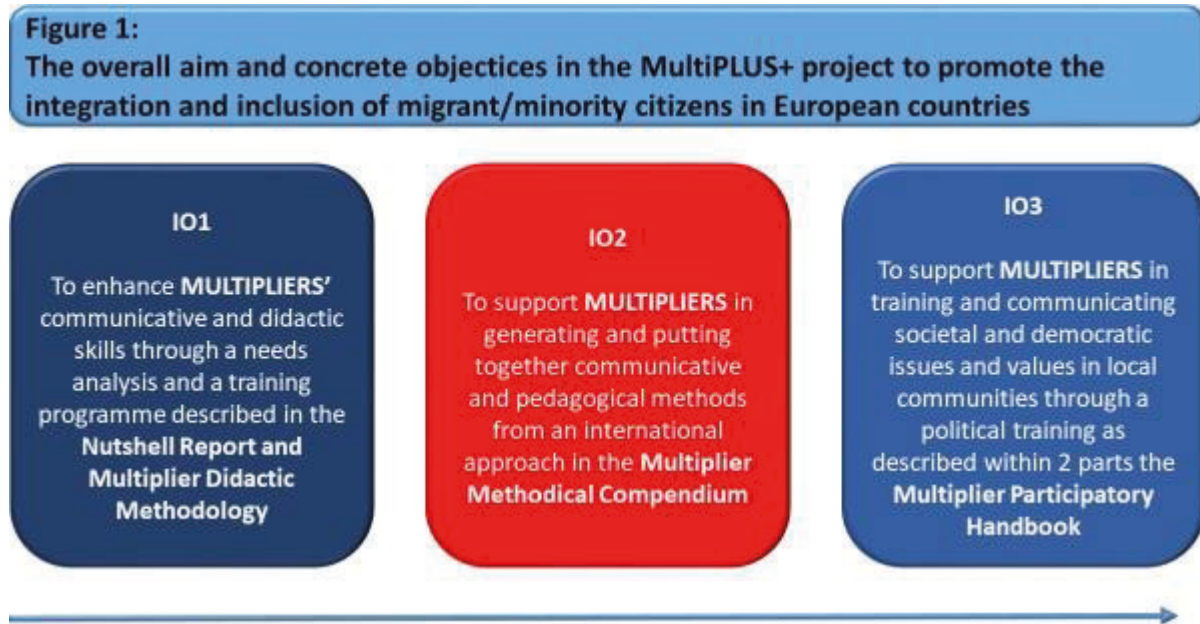 Figure 1:
The overall aim and concrete objectices in the MultiPLUS+ project to promote the
integration and inclusion of migrant/minority citizens in European countries
IO1
To enhance MULTIPLIERS’
communicative and didactic
skills through a needs
analysis and a training
programme described in the
Nutshell Report and
Multiplier Didactic
Methodology
IO2
To support MULTIPLIERS in
generating and putting
together communicative
and pedagogical methods
from an international
approach in the Multiplier
Methodical Compendium
IO3
To support MULTIPLIERS in
training and communicating
societal and democratic
issues and values in local
communities through a
political training as
described within 2 parts the
Multiplier Participatory
Handbook